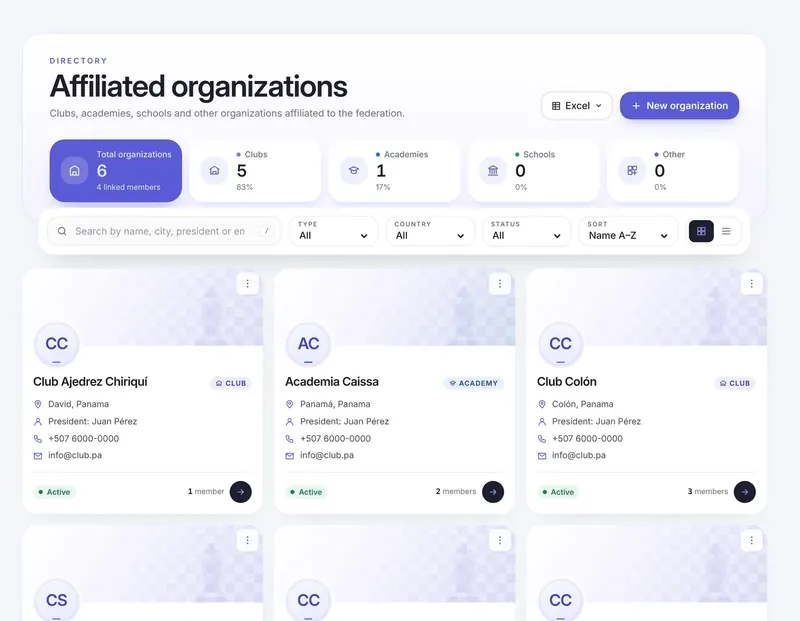 DIRECTORY
Affiliated organizations
Clubs, academies, schools and other organizations affiliated to the federation.
Excel
+ New organization
Total organizations
6
4 linked members
Clubs
5
83%
Academies
1
17%
Schools
0
0%
Other
0
0%
Search by name, city, president or en
/
TYPE
All
COUNTRY
All
STATUS
All
SORT
Name A–Z
CC
Club Ajedrez Chiriquí
CLUB
David, Panama
President: Juan Pérez
+507 6000-0000
info@club.pa
Active
1 member
AC
Academia Caissa
ACADEMY
Panamá, Panama
President: Juan Pérez
+507 6000-0000
info@club.pa
Active
2 members
CC
Club Colón
CLUB
Colón, Panama
President: Juan Pérez
+507 6000-0000
info@club.pa
Active
3 members
CS
CC
CC